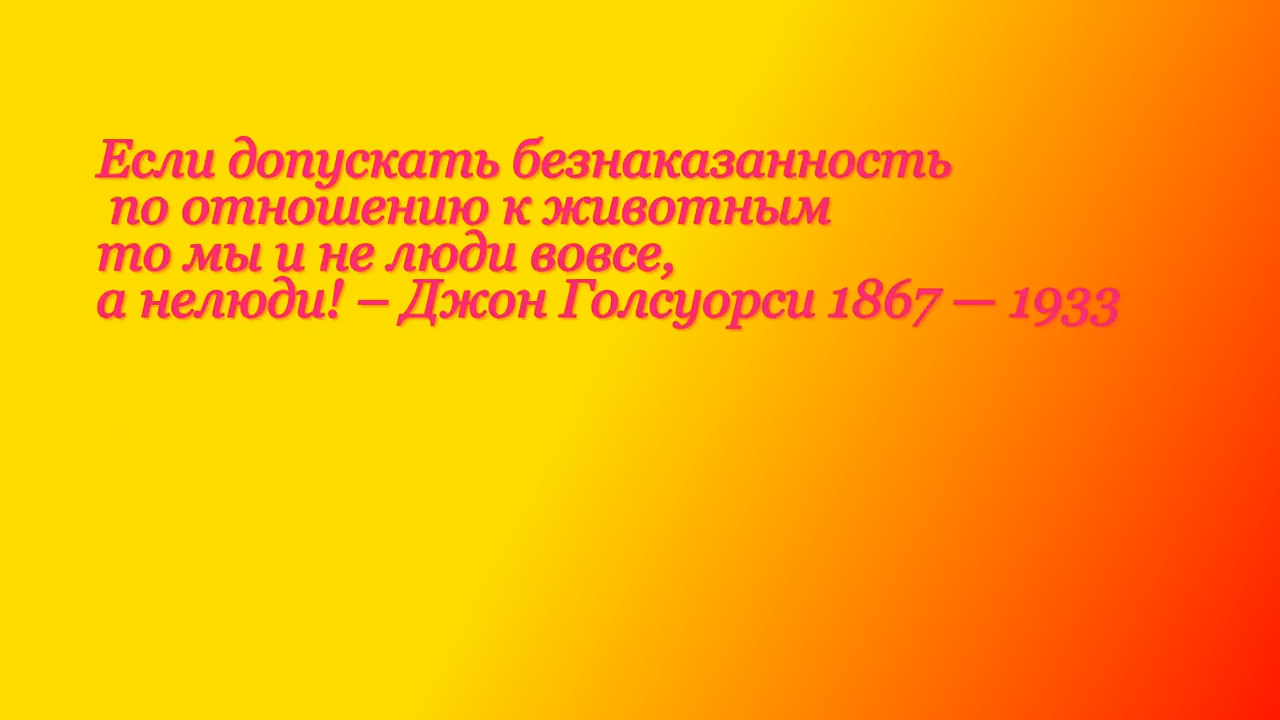 Если допускать безнаказанность
по отношению к животным
то мы и не люди вовсе,
а нелюди! – Джон Голсуорси 1867 — 1933